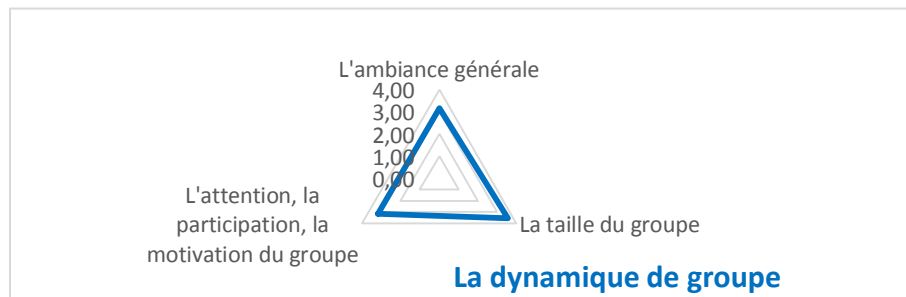 L'ambiance générale
4,00
3,00
2,00
1,00
0,00
L'attention, la
participation, la
motivation du groupe
La taille du groupe
La dynamique de groupe